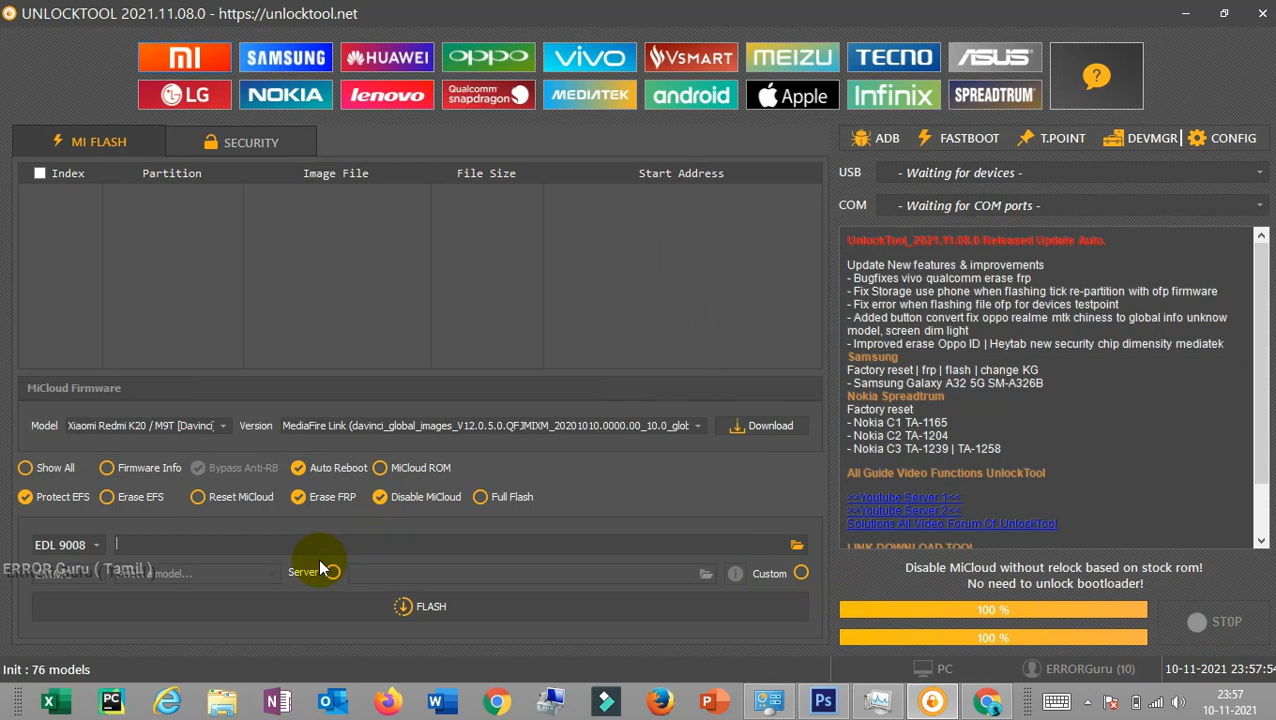 UNLOCKTOOL 2021.11.08.0 - https://unlocktool.net
MI SAMSUNG HUAWEI oppo vivo VSMART MEIZU TECNO ASUS ?
LG NOKIA lenovo Qualcomm snapdragon MEDIATEK android Apple Infinix SPREADTRUM
MI FLASH SECURITY
ADB FASTBOOT T.POINT DEVMGR CONFIG
Index Partition Image File File Size Start Address
USB - Waiting for devices -
COM - Waiting for COM ports -
UnlockTool_2021.11.08.0 Released Update Auto.
Update New features & improvements
- Bugfixes vivo qualcomm erase frp
- Fix Storage use phone when flashing tick re-partition with ofp firmware
- Fix error when flashing file ofp for devices testpoint
- Added button convert fix oppo realme mtk chiness to global info unknow
model, screen dim light
- Improved erase Oppo ID | Heytab new security chip dimensity mediatek
Samsung
Factory reset | frp | flash | change KG
- Samsung Galaxy A32 5G SM-A326B
Nokia Spreadtrum
Factory reset
- Nokia C1 TA-1165
- Nokia C2 TA-1204
- Nokia C3 TA-1239 | TA-1258
All Guide Video Functions UnlockTool
>>Youtube Server 1<<
>>Youtube Server 2<<
Solutions All Video Forum Of UnlockTool
LINK DOWNLOAD TOOL
MiCloud Firmware
Model Xiaomi Redmi K20 / M9T [Davinci] Version MediaFire Link (davinci_global_images_V12.0.5.0.QFJMIXM_20201010.0000.00_10.0_glob Download
Show All Firmware Info Bypass Anti-RB Auto Reboot MiCloud ROM
Protect EFS Erase EFS Reset MiCloud Erase FRP Disable MiCloud Full Flash
EDL 9008
ERROR Guru ( Tamil )
a model... Server Custom
FLASH
Disable MiCloud without relock based on stock rom!
No need to unlock bootloader!
100 %
100 %
STOP
Init : 76 models PC ERRORGuru (10) 10-11-2021 23:57:54
23:57
10-11-2021